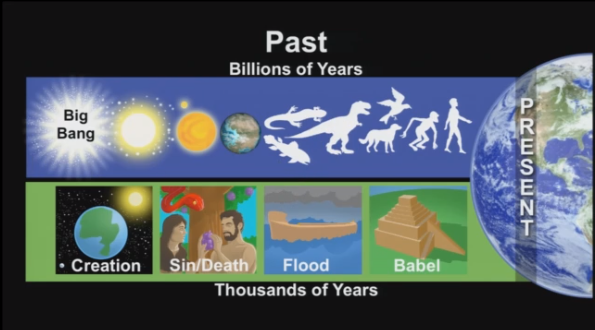 Past
Billions of Years
Big
Bang
PRESENT
Creation
Sin/Death
Flood
Babel
Thousands of Years